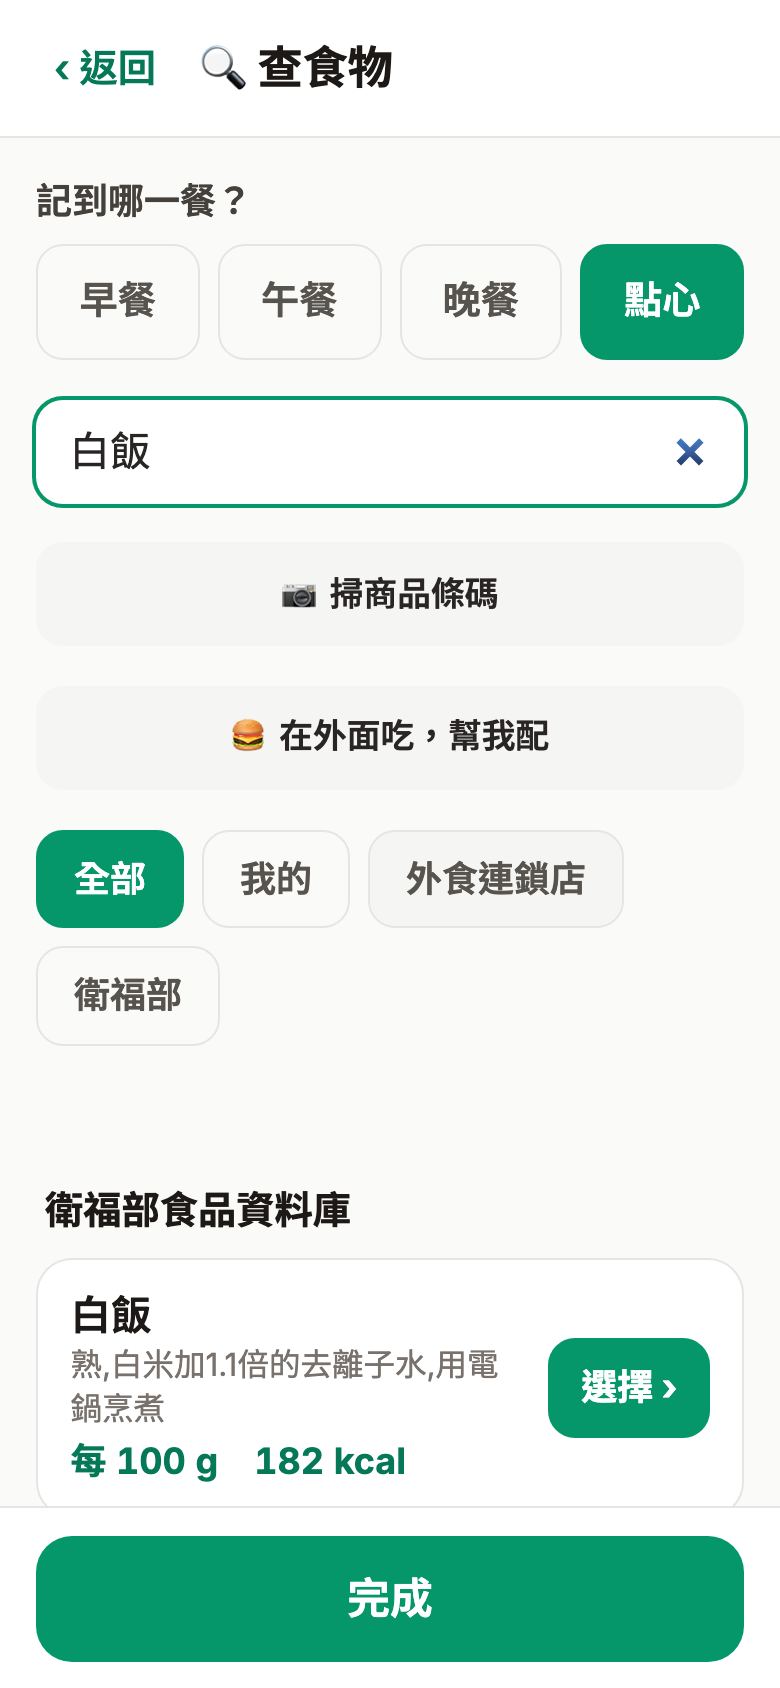 ‹ 返回 🔍 查食物
記到哪一餐？
早餐 午餐 晚餐 點心
白飯 ✕
📷 掃商品條碼
🍔 在外面吃，幫我配
全部 我的 外食連鎖店
衛福部
衛福部食品資料庫
白飯
熟,白米加1.1倍的去離子水,用電
鍋烹煮
選擇 ›
每 100 g 182 kcal
完成